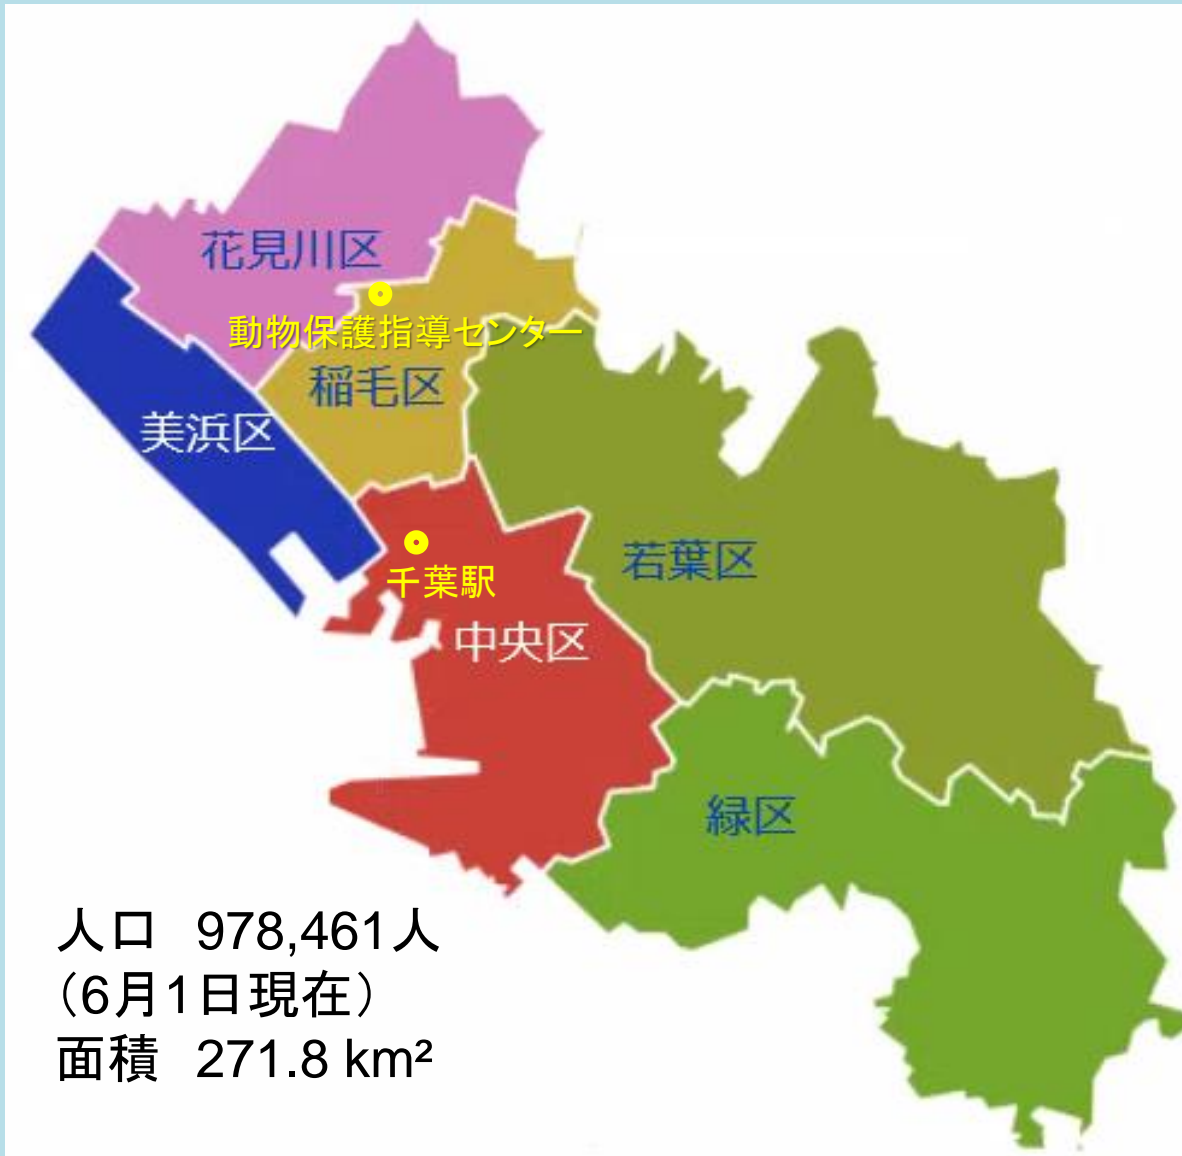 花見川区
動物保護指導センター
稲毛区
美浜区
若葉区
千葉駅
中央区
緑区
人口 978,461人
（6月1日現在）
面積 271.8 km²